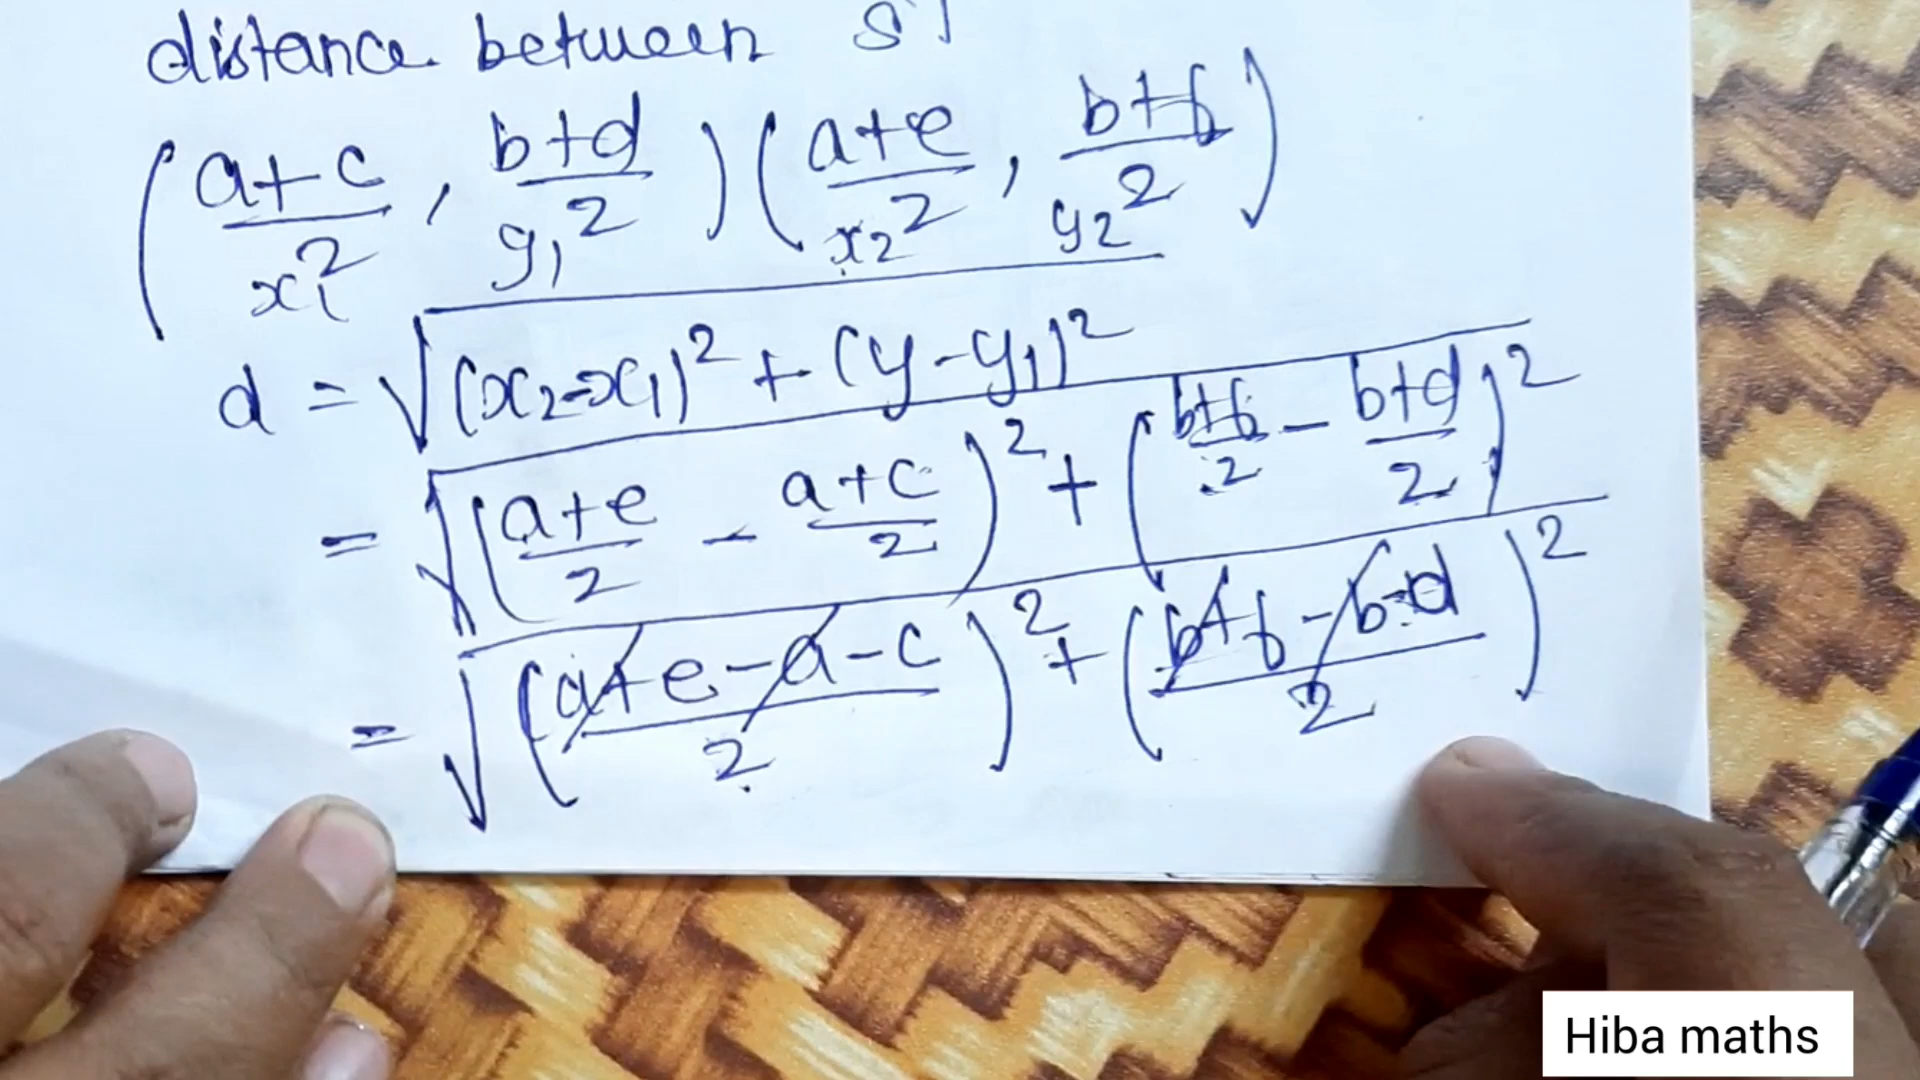 distance between ST
(a+c/2, b+d/2) (a+e/2, b+f/2)
x₁ y₁ x₂ y₂
d = √(x₂-x₁)² + (y-y₁)²
= √(a+e/2 - a+c/2)² + (b+f/2 - b+d/2)²
= √(a+e-a-c/2)² + (b+f-b-d/2)²
Hiba maths